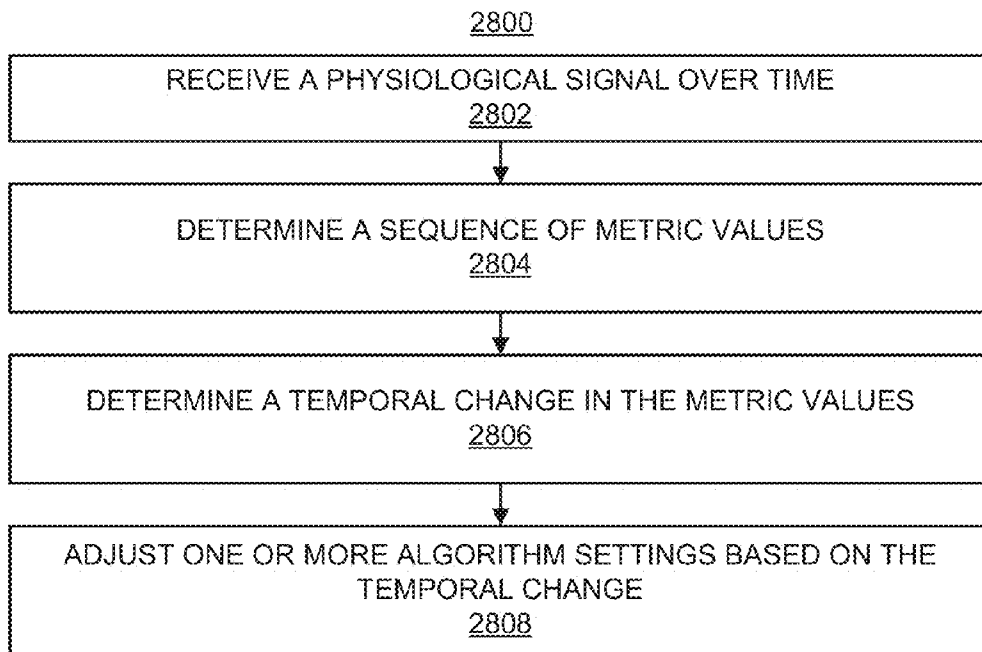 2800
RECEIVE A PHYSIOLOGICAL SIGNAL OVER TIME
2802
DETERMINE A SEQUENCE OF METRIC VALUES
2804
DETERMINE A TEMPORAL CHANGE IN THE METRIC VALUES
2806
ADJUST ONE OR MORE ALGORITHM SETTINGS BASED ON THE
TEMPORAL CHANGE
2808